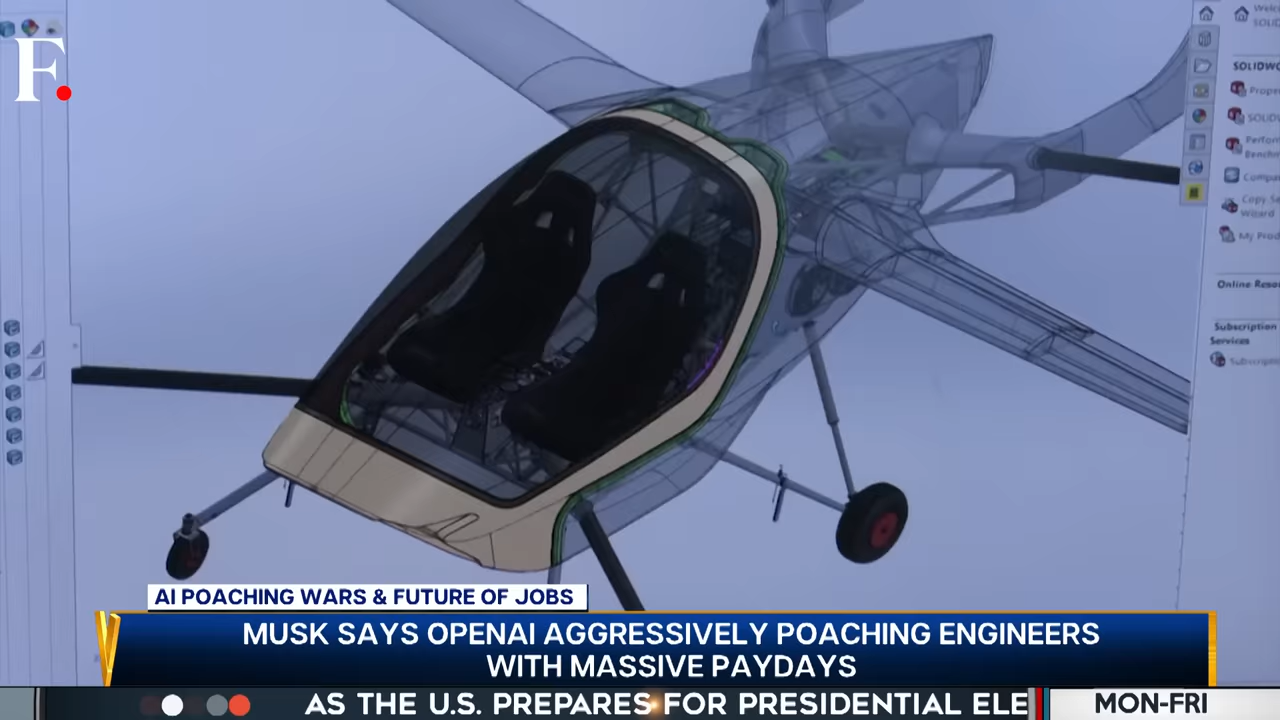 F.
SOLIDWO
Online Resou
Subscription
Services
AI POACHING WARS & FUTURE OF JOBS
MUSK SAYS OPENAI AGGRESSIVELY POACHING ENGINEERS
WITH MASSIVE PAYDAYS
AS THE U.S. PREPARES FOR PRESIDENTIAL ELE
MON-FRI